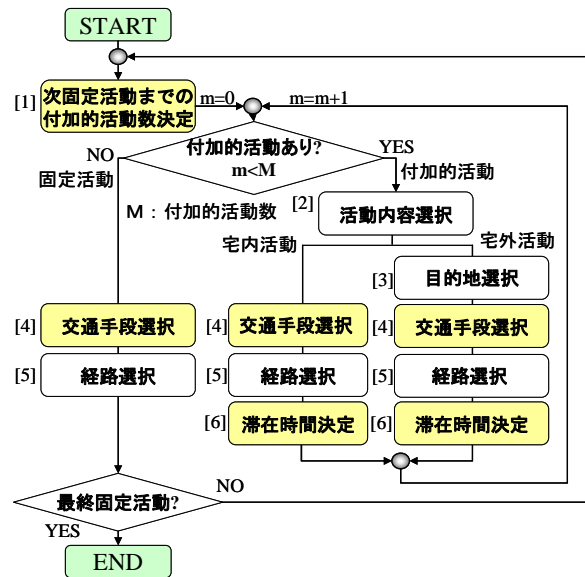 START
[1] 次固定活動までの
付加的活動数決定
m=0
m=m+1
付加的活動あり?
m<M
NO
YES
固定活動
付加的活動
M：付加的活動数
[2] 活動内容選択
宅内活動
宅外活動
[3] 目的地選択
[4] 交通手段選択
[4] 交通手段選択
[4] 交通手段選択
[5] 経路選択
[5] 経路選択
[5] 経路選択
[6] 滞在時間決定
[6] 滞在時間決定
最終固定活動?
NO
YES
END